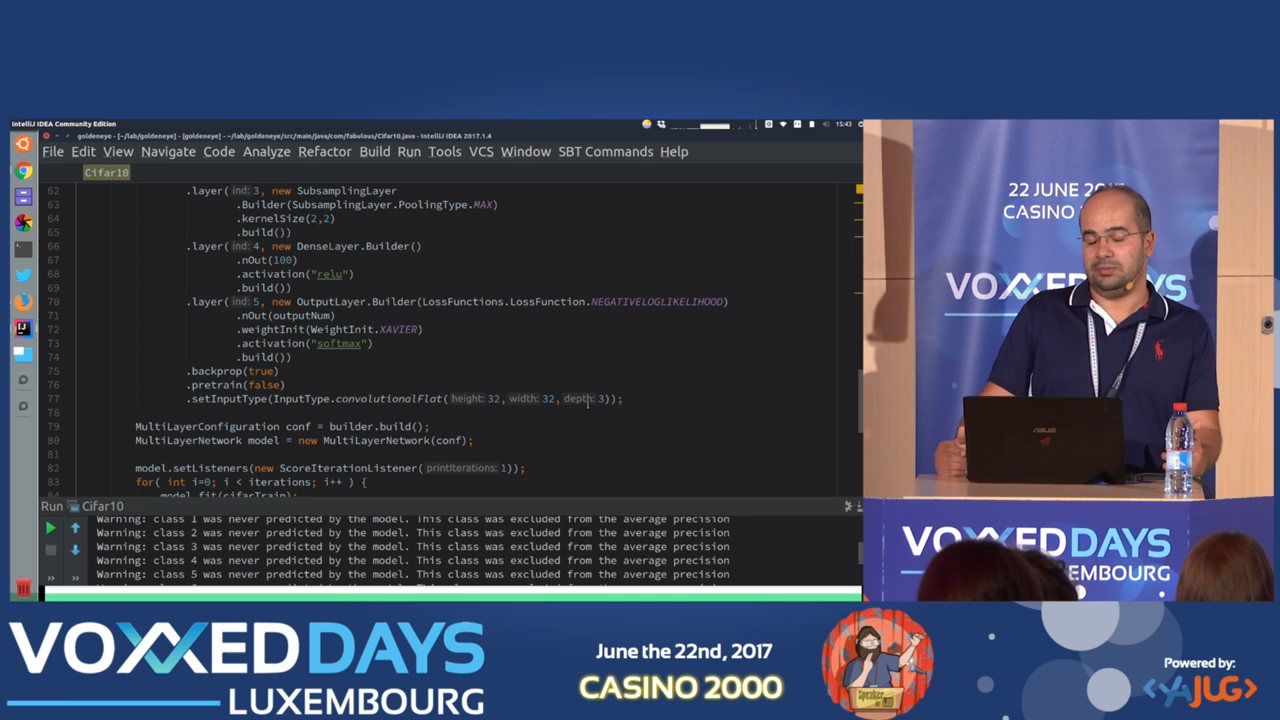 IntelliJ IDEA Community Edition
goldeneye - [~/lab/goldeneye] - [goldeneye] - ~/lab/goldeneye/src/main/java/com/fabulous/Cifar10.java - IntelliJ IDEA 2017.1.4
15:43
File Edit View Navigate Code Analyze Refactor Build Run Tools VCS Window SBT Commands Help
Cifar10
62 .layer( ind: 3, new SubsamplingLayer
63 .Builder(SubsamplingLayer.PoolingType.MAX)
64 .kernelSize(2,2)
65 .build())
66 .layer( ind: 4, new DenseLayer.Builder()
67 .nOut(100)
68 .activation("relu")
69 .build())
70 .layer( ind: 5, new OutputLayer.Builder(LossFunctions.LossFunction.NEGATIVELOGLIKELIHOOD)
71 .nOut(outputNum)
72 .weightInit(WeightInit.XAVIER)
73 .activation("softmax")
74 .build())
75 .backprop(true)
76 .pretrain(false)
77 .setInputType(InputType.convolutionalFlat( height: 32, width: 32, depth: 3));
78
79 MultiLayerConfiguration conf = builder.build();
80 MultiLayerNetwork model = new MultiLayerNetwork(conf);
81
82 model.setListeners(new ScoreIterationListener( printIterations: 1));
83 for( int i=0; i < iterations; i++ ) {
84 model.fit(cifarTrain);
Run Cifar10
Warning: class 1 was never predicted by the model. This class was excluded from the average precision
Warning: class 2 was never predicted by the model. This class was excluded from the average precision
Warning: class 3 was never predicted by the model. This class was excluded from the average precision
Warning: class 4 was never predicted by the model. This class was excluded from the average precision
Warning: class 5 was never predicted by the model. This class was excluded from the average precision
22 JUNE
CASINO
VOXXED DAYS
ASUS
VOXXEDDAYS
VOXXEDDAYS
LUXEMBOURG
June the 22nd, 2017
CASINO 2000
Speaker
Powered by:
YAJUG